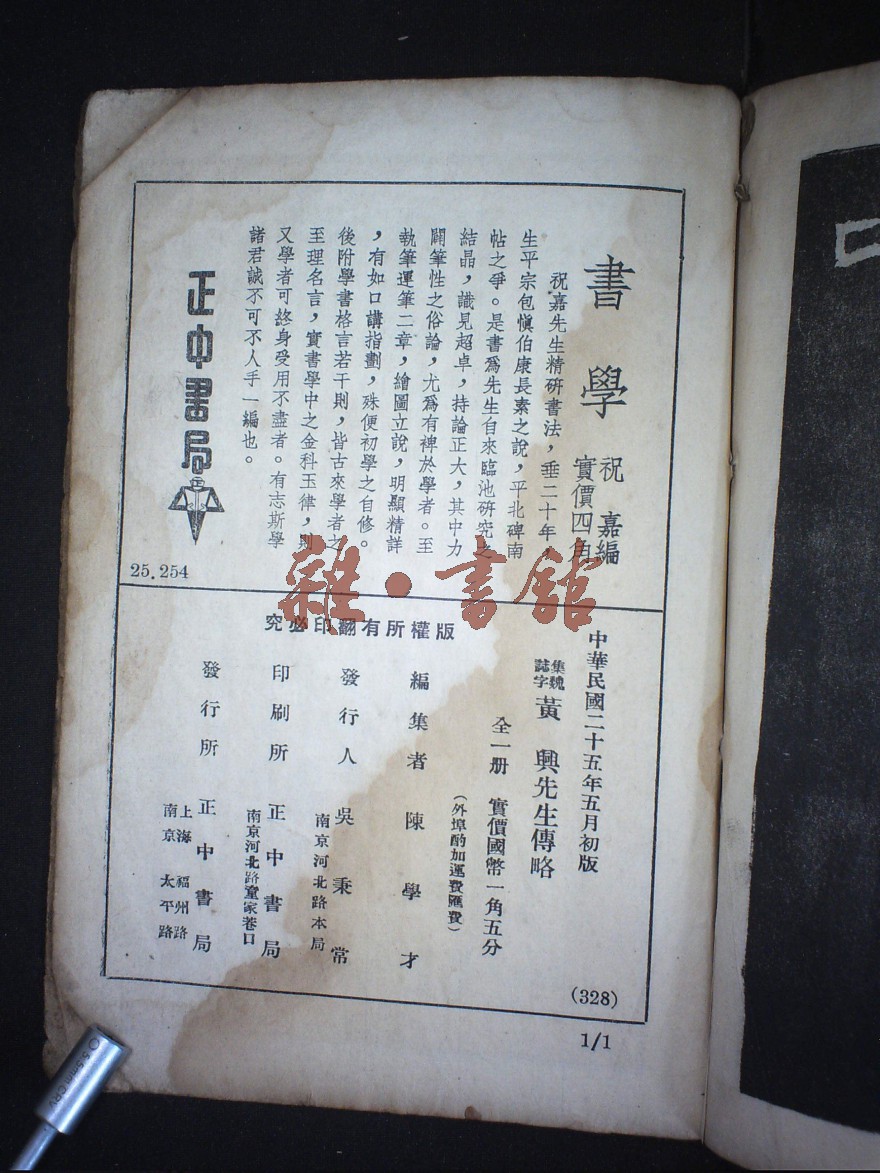 書學
祝嘉編
實價四角
祝嘉先生精研書法，垂二十年，
生平宗包愼伯康長素之說，平北碑南
帖之爭。是書爲先生自來臨池研究之
結晶，識見超卓，持論正大，其中力
闢筆性之俗論，尤爲有裨於學者。至
執筆運筆二章，繪圖立說，明顯精詳
，有如口講指劃，殊便初學之自修。
後附學書格言若干則，皆古來學者之
至理名言，實書學中之金科玉律，則
又學者可終身受用不盡者。有志斯學
諸君誠不可不人手一編也。
正中書局
25.254
雜·書館
版權所有翻印必究
中華民國二十五年五月初版
集魏
誌字
黃興先生傳略
全一册 實價國幣一角五分
（外埠酌加運費匯費）
編集者 陳學才
發行人 吳秉常
南京河北路本局
印刷所 正中書局
南京河北路童家巷口
發行所 正中書局
上海 福州路
南京 太平路
(328)
1/1
6.5mm CRV